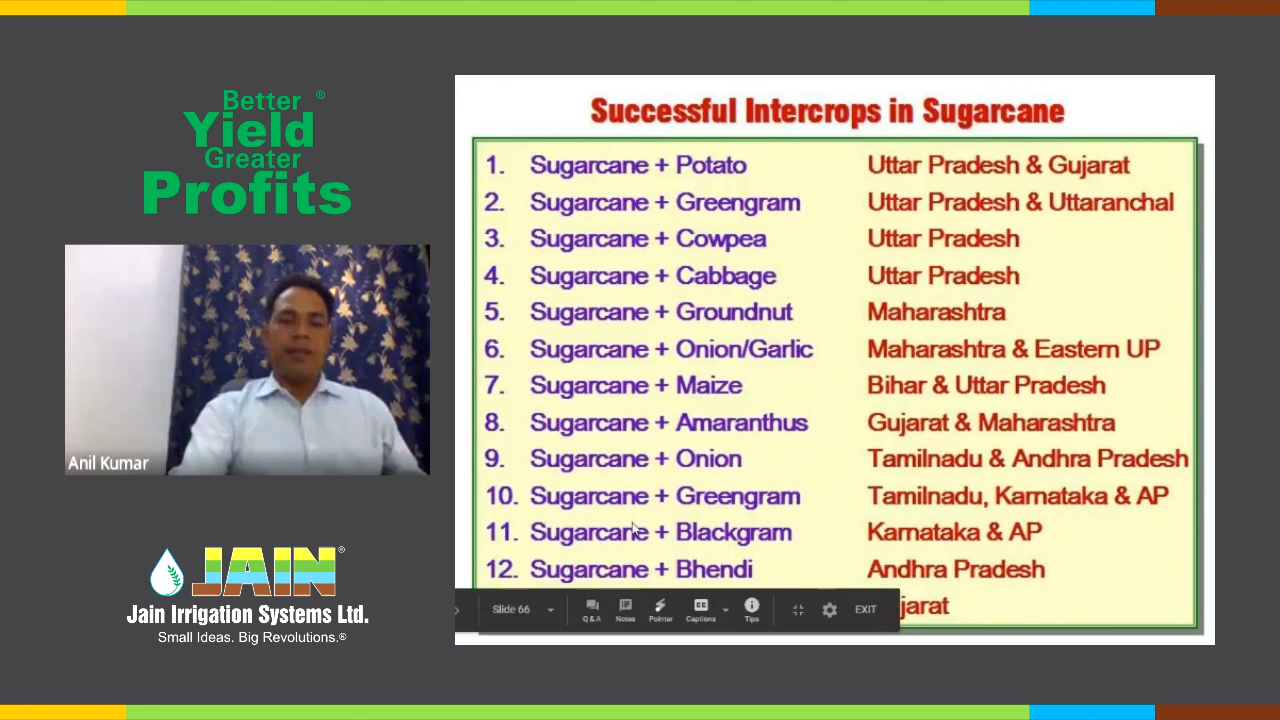 Better ®
Yield
Greater
Profits
Anil Kumar
JAIN®
Jain Irrigation Systems Ltd.
Small Ideas. Big Revolutions.®
Successful Intercrops in Sugarcane
1. Sugarcane + Potato Uttar Pradesh & Gujarat
2. Sugarcane + Greengram Uttar Pradesh & Uttaranchal
3. Sugarcane + Cowpea Uttar Pradesh
4. Sugarcane + Cabbage Uttar Pradesh
5. Sugarcane + Groundnut Maharashtra
6. Sugarcane + Onion/Garlic Maharashtra & Eastern UP
7. Sugarcane + Maize Bihar & Uttar Pradesh
8. Sugarcane + Amaranthus Gujarat & Maharashtra
9. Sugarcane + Onion Tamilnadu & Andhra Pradesh
10. Sugarcane + Greengram Tamilnadu, Karnataka & AP
11. Sugarcane + Blackgram Karnataka & AP
12. Sugarcane + Bhendi Andhra Pradesh
Slide 66 Q & A Notes Pointer Captions Tips EXIT